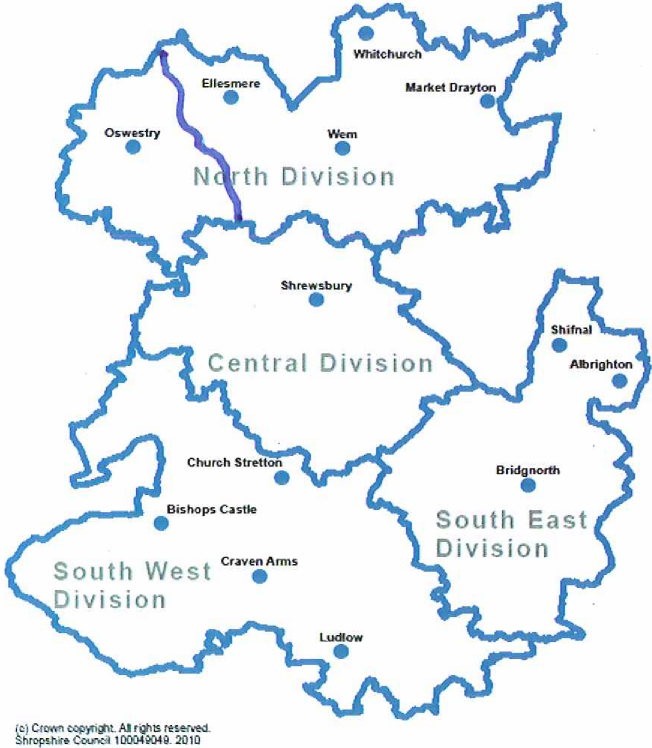 Whitchurch
Ellesmere
Market Drayton
Oswestry
Wem
North Division
Shrewsbury
Shifnal
Central Division
Albrighton
Church Stretton
Bridgnorth
Bishops Castle
South East
Division
Craven Arms
South West
Division
Ludlow
(c) Crown copyright. All rights reserved.
Shropshire Council 100049049. 2010